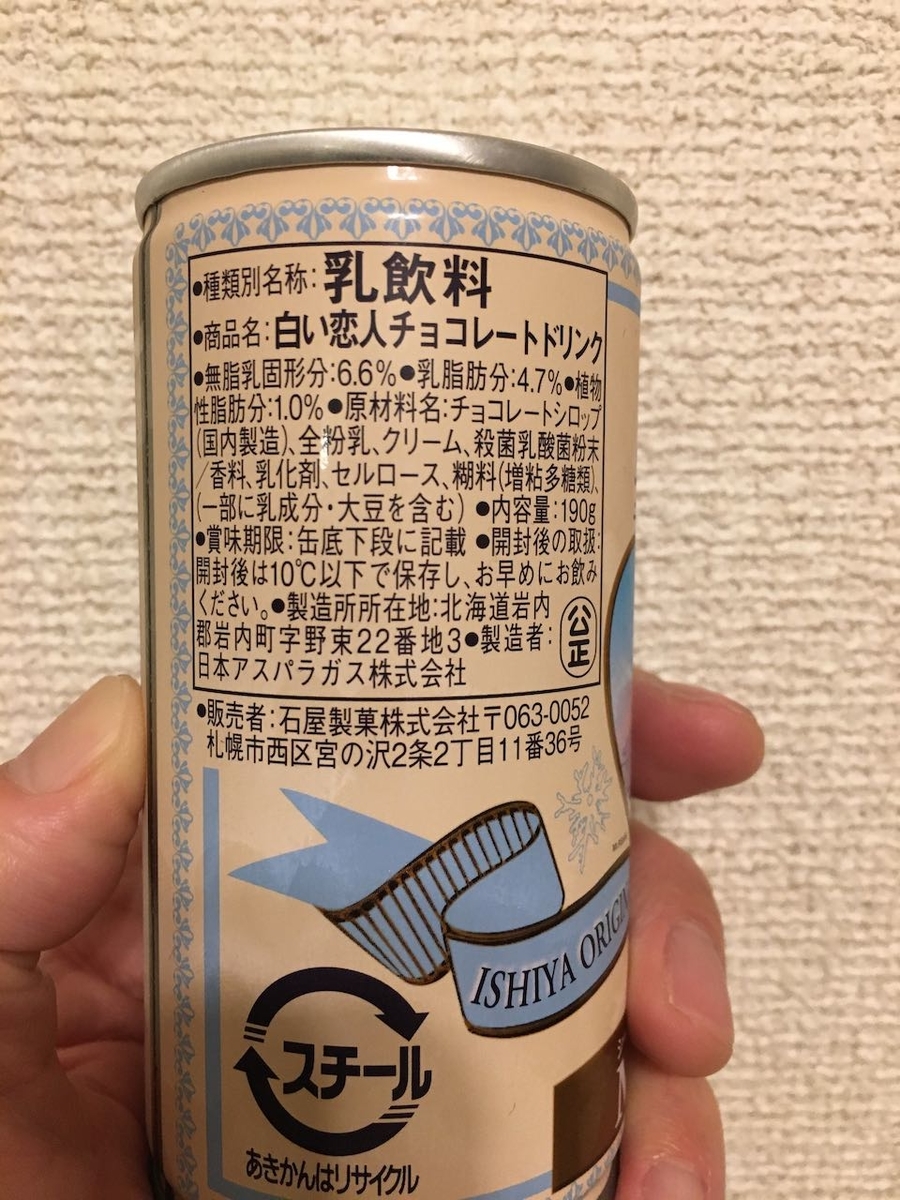 ●種類別名称:乳飲料
●商品名:白い恋人チョコレートドリンク
●無脂乳固形分:6.6%●乳脂肪分:4.7%●植物
性脂肪分:1.0%●原材料名:チョコレートシロップ
(国内製造)、全粉乳、クリーム、殺菌乳酸菌粉末
/香料、乳化剤、セルロース、糊料(増粘多糖類)、
(一部に乳成分・大豆を含む)●内容量:190g
●賞味期限:缶底下段に記載●開封後の取扱:
開封後は10℃以下で保存し、お早めにお飲み
ください。●製造所所在地:北海道岩内
郡岩内町字野束22番地3●製造者:
日本アスパラガス株式会社
公正
●販売者:石屋製菓株式会社〒063-0052
札幌市西区宮の沢2条2丁目11番36号
ISHIYA ORIGIN
スチール
あきかんはリサイクル